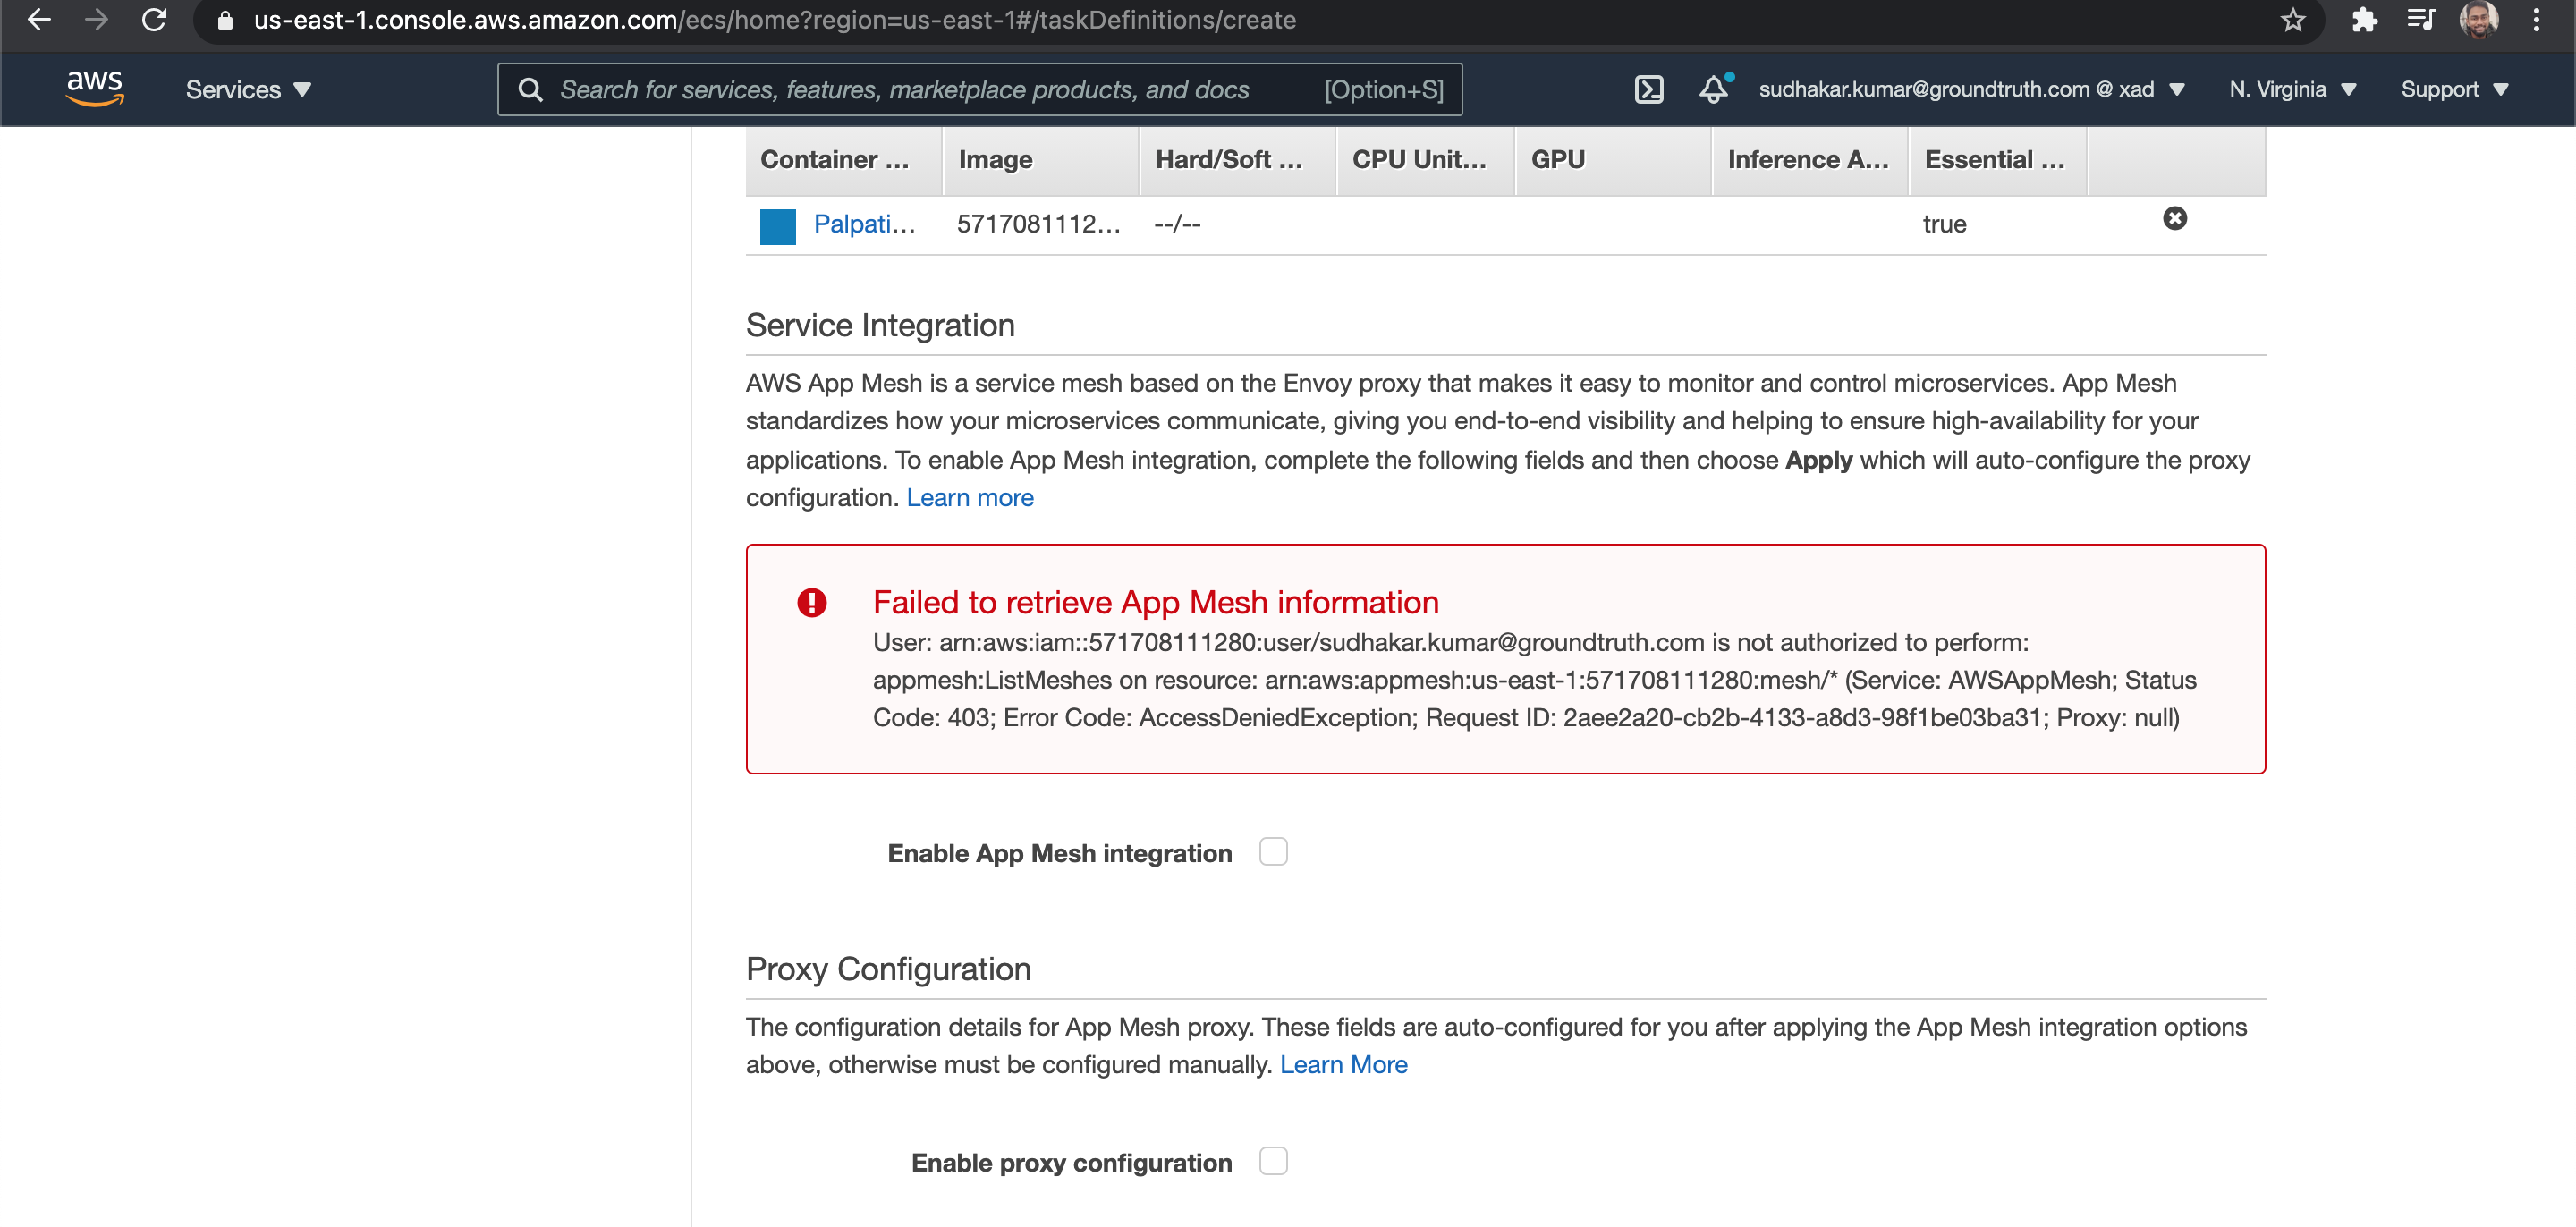 us-east-1.console.aws.amazon.com/ecs/home?region=us-east-1#/taskDefinitions/create
aws
Services
Search for services, features, marketplace products, and docs
[Option+S]
sudhakar.kumar@groundtruth.com @ xad
N. Virginia
Support
Container ...
Image
Hard/Soft ...
CPU Unit...
GPU
Inference A...
Essential ...
Palpati...
5717081112...
--/--
true
Service Integration
AWS App Mesh is a service mesh based on the Envoy proxy that makes it easy to monitor and control microservices. App Mesh
standardizes how your microservices communicate, giving you end-to-end visibility and helping to ensure high-availability for your
applications. To enable App Mesh integration, complete the following fields and then choose Apply which will auto-configure the proxy
configuration. Learn more
Failed to retrieve App Mesh information
User: arn:aws:iam::571708111280:user/sudhakar.kumar@groundtruth.com is not authorized to perform:
appmesh:ListMeshes on resource: arn:aws:appmesh:us-east-1:571708111280:mesh/* (Service: AWSAppMesh; Status
Code: 403; Error Code: AccessDeniedException; Request ID: 2aee2a20-cb2b-4133-a8d3-98f1be03ba31; Proxy: null)
Enable App Mesh integration
Proxy Configuration
The configuration details for App Mesh proxy. These fields are auto-configured for you after applying the App Mesh integration options
above, otherwise must be configured manually. Learn More
Enable proxy configuration